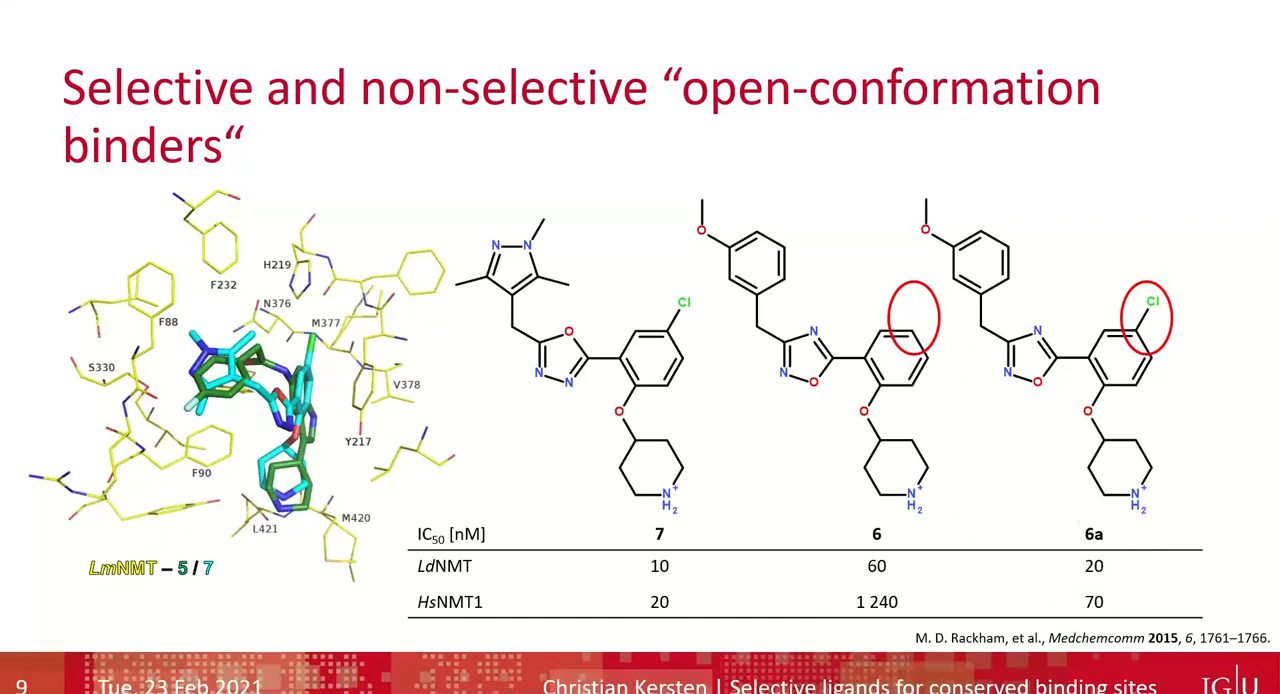 Selective and non-selective “open-conformation
binders“
F232
H219
N376
M377
F88
S330
V378
Y217
F90
L421
M420
LmNMT – 5 / 7
N
N
Cl
O
N
N
O
N+
H2
O
N
N
O
O
N+
H2
O
Cl
N
N
O
O
N+
H2
IC50 [nM] 7 6 6a
LdNMT 10 60 20
HsNMT1 20 1 240 70
M. D. Rackham, et al., Medchemcomm 2015, 6, 1761–1766.
9 Tue, 23 Feb 2021 Christian Kersten | Selective ligands for conserved binding sites